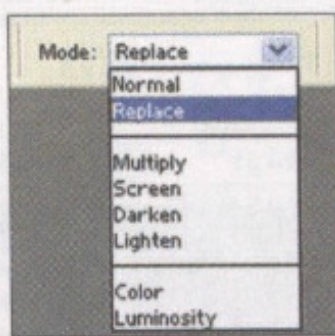 Mode: Replace
Normal
Replace
Multiply
Screen
Darken
Lighten
Color
Luminosity